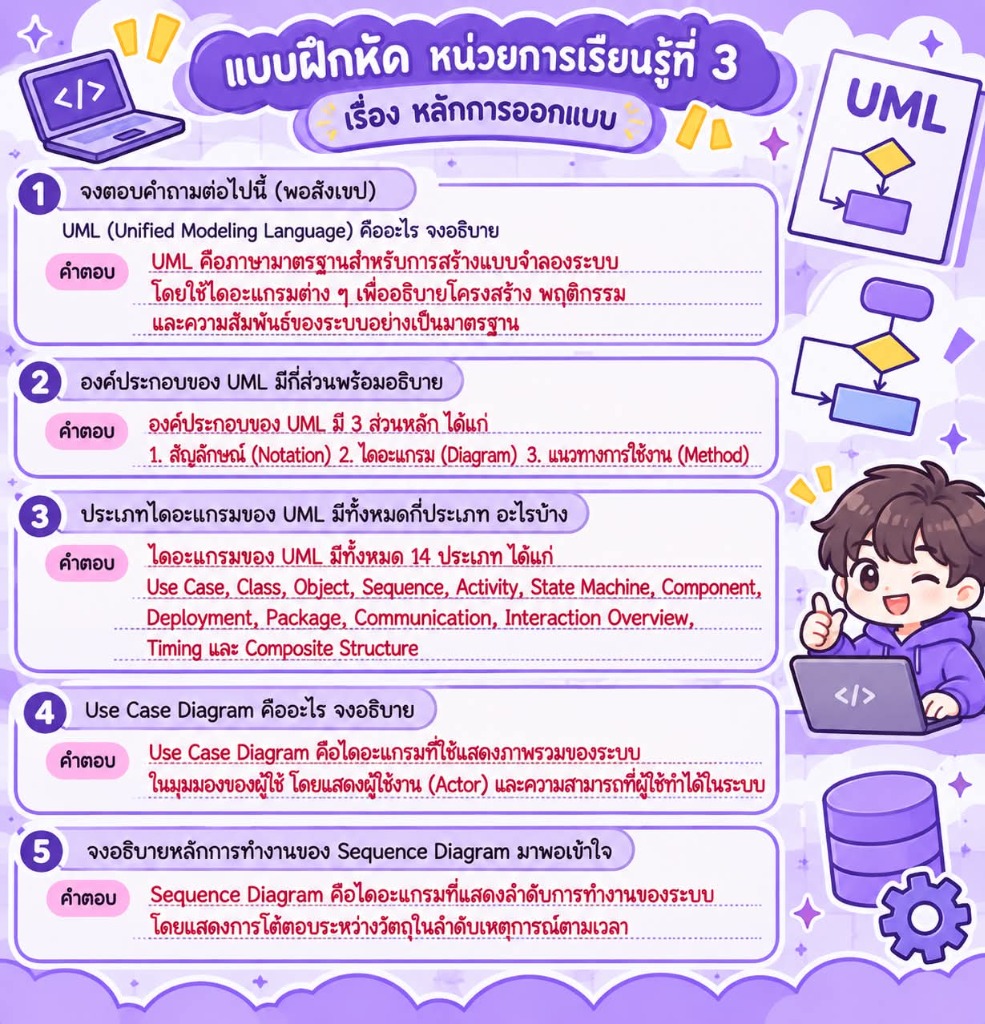 แบบฝึกหัด หน่วยการเรียนรู้ที่ 3
เรื่อง หลักการออกแบบ
</>
UML
1 จงตอบคำถามต่อไปนี้ (พอสังเขป)
UML (Unified Modeling Language) คืออะไร จงอธิบาย
คำตอบ UML คือภาษามาตรฐานสำหรับการสร้างแบบจำลองระบบ
โดยใช้ไดอะแกรมต่าง ๆ เพื่ออธิบายโครงสร้าง พฤติกรรม
และความสัมพันธ์ของระบบอย่างเป็นมาตรฐาน
2 องค์ประกอบของ UML มีกี่ส่วนพร้อมอธิบาย
คำตอบ องค์ประกอบของ UML มี 3 ส่วนหลัก ได้แก่
1. สัญลักษณ์ (Notation) 2. ไดอะแกรม (Diagram) 3. แนวทางการใช้งาน (Method)
3 ประเภทไดอะแกรมของ UML มีทั้งหมดกี่ประเภท อะไรบ้าง
คำตอบ ไดอะแกรมของ UML มีทั้งหมด 14 ประเภท ได้แก่
Use Case, Class, Object, Sequence, Activity, State Machine, Component,
Deployment, Package, Communication, Interaction Overview,
Timing และ Composite Structure
4 Use Case Diagram คืออะไร จงอธิบาย
คำตอบ Use Case Diagram คือไดอะแกรมที่ใช้แสดงภาพรวมของระบบ
ในมุมมองของผู้ใช้ โดยแสดงผู้ใช้งาน (Actor) และความสามารถที่ผู้ใช้ทำได้ในระบบ
</>
5 จงอธิบายหลักการทำงานของ Sequence Diagram มาพอเข้าใจ
คำตอบ Sequence Diagram คือไดอะแกรมที่แสดงลำดับการทำงานของระบบ
โดยแสดงการโต้ตอบระหว่างวัตถุในลำดับเหตุการณ์ตามเวลา